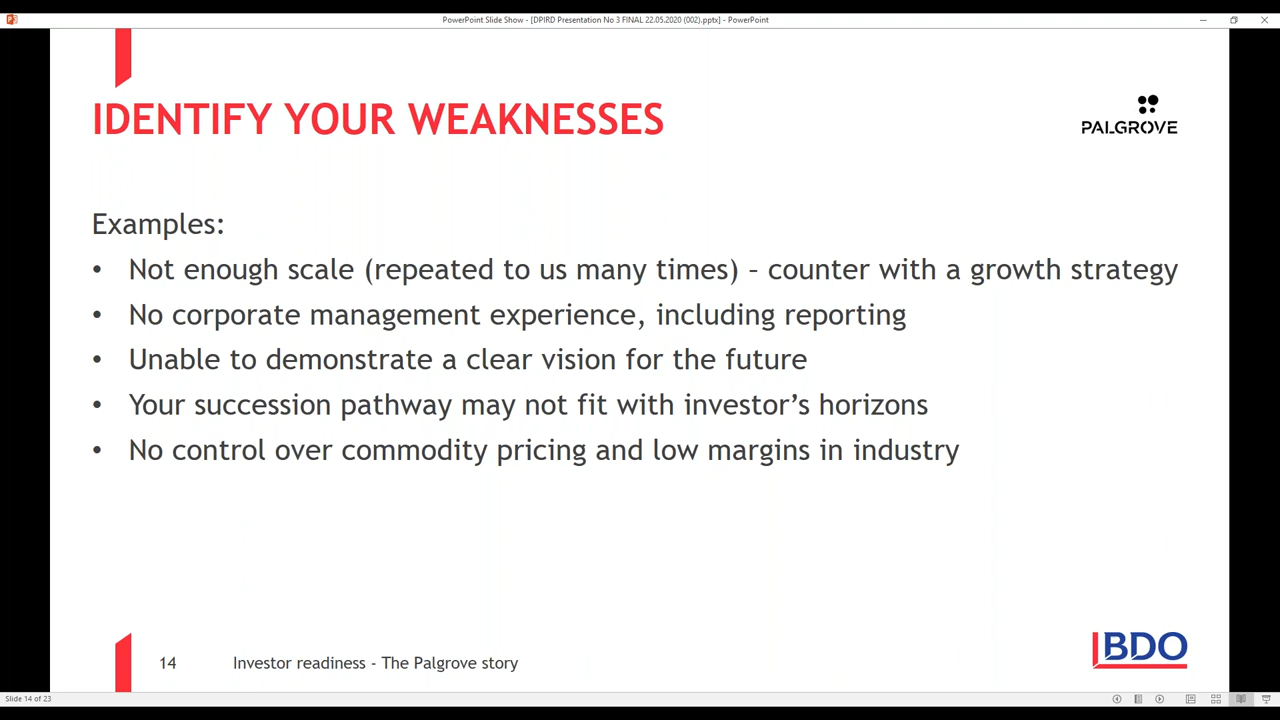 PowerPoint Slide Show - [DPIRD Presentation No 3 FINAL 22.05.2020 (002).pptx] - PowerPoint
IDENTIFY YOUR WEAKNESSES
PALGROVE
Examples:
• Not enough scale (repeated to us many times) – counter with a growth strategy
• No corporate management experience, including reporting
• Unable to demonstrate a clear vision for the future
• Your succession pathway may not fit with investor’s horizons
• No control over commodity pricing and low margins in industry
14 Investor readiness - The Palgrove story
BDO
Slide 14 of 23